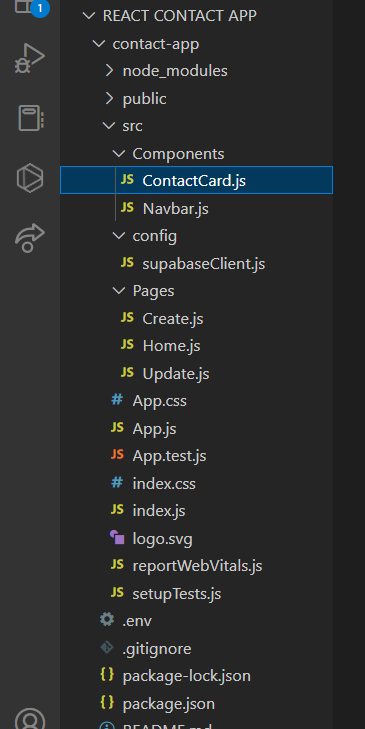 1
REACT CONTACT APP
contact-app
node_modules
public
src
Components
JS ContactCard.js
JS Navbar.js
config
JS supabaseClient.js
Pages
JS Create.js
JS Home.js
JS Update.js
# App.css
JS App.js
JS App.test.js
# index.css
JS index.js
logo.svg
JS reportWebVitals.js
JS setupTests.js
.env
.gitignore
{} package-lock.json
{} package.json
README.md